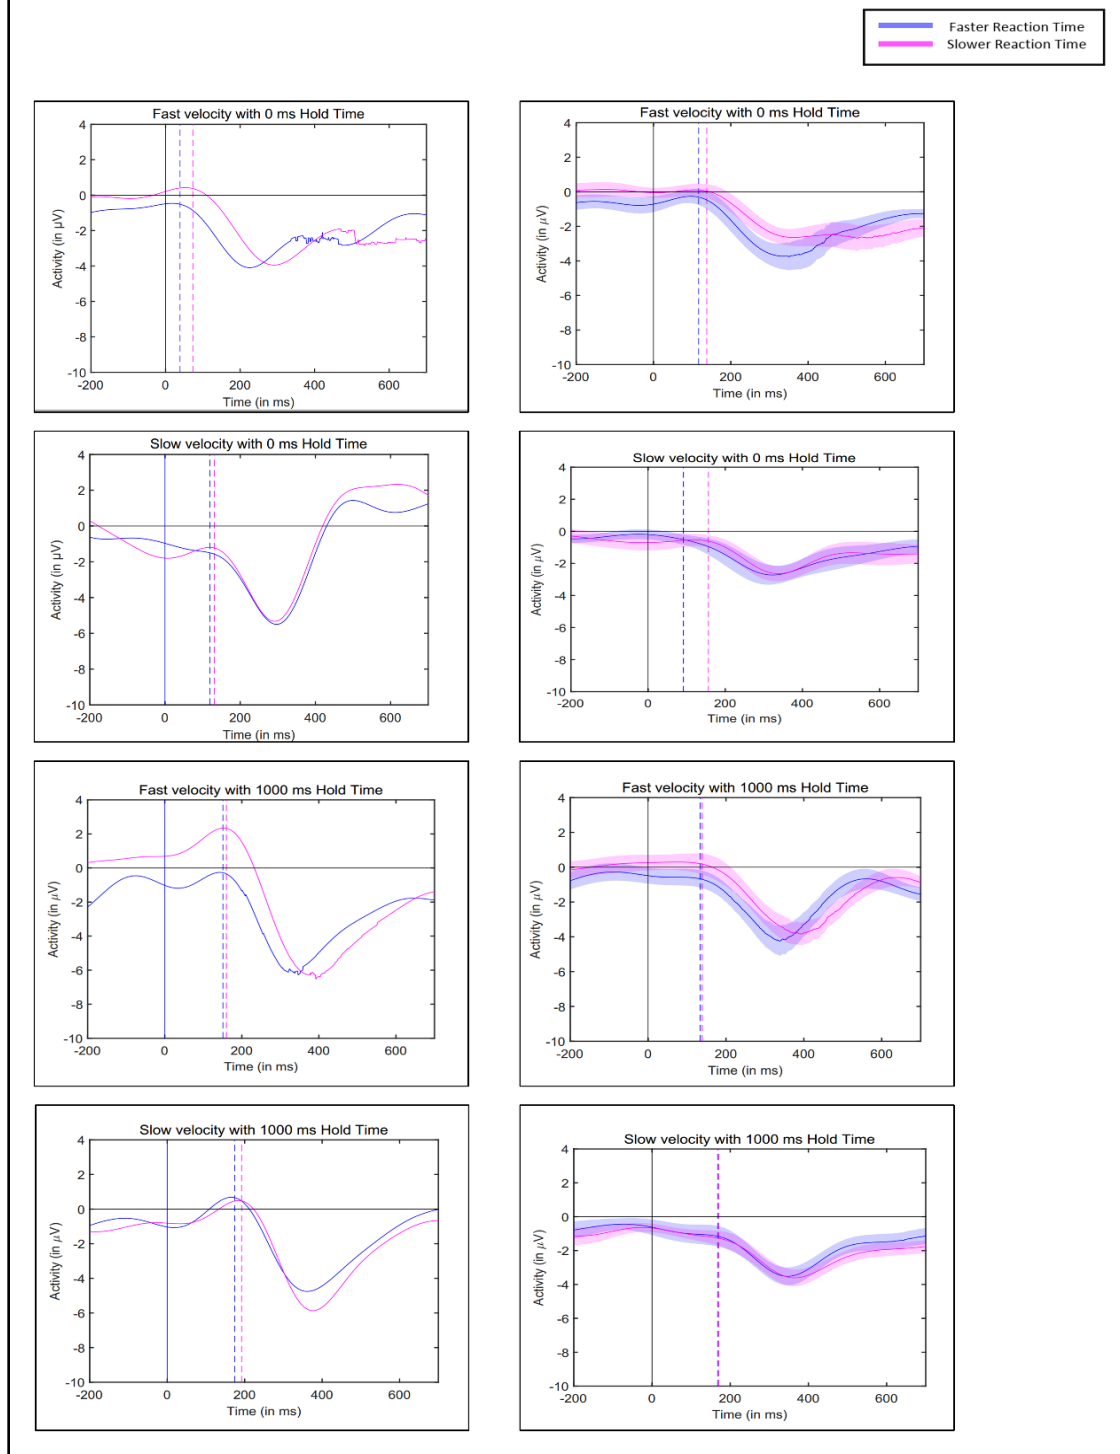 Faster Reaction Time
Slower Reaction Time
Fast velocity with 0 ms Hold Time
4
2
0
-2
-4
-6
-8
-10
Activity (in µV)
-200 0 200 400 600
Time (in ms)
Fast velocity with 0 ms Hold Time
4
2
0
-2
-4
-6
-8
-10
Activity (in µV)
-200 0 200 400 600
Time (in ms)
Slow velocity with 0 ms Hold Time
4
2
0
-2
-4
-6
-8
-10
Activity (in µV)
-200 0 200 400 600
Time (in ms)
Slow velocity with 0 ms Hold Time
4
2
0
-2
-4
-6
-8
-10
Activity (in µV)
-200 0 200 400 600
Time (in ms)
Fast velocity with 1000 ms Hold Time
4
2
0
-2
-4
-6
-8
-10
Activity (in µV)
-200 0 200 400 600
Time (in ms)
Fast velocity with 1000 ms Hold Time
4
2
0
-2
-4
-6
-8
-10
Activity (in µV)
-200 0 200 400 600
Time (in ms)
Slow velocity with 1000 ms Hold Time
4
2
0
-2
-4
-6
-8
-10
Activity (in µV)
-200 0 200 400 600
Time (in ms)
Slow velocity with 1000 ms Hold Time
4
2
0
-2
-4
-6
-8
-10
Activity (in µV)
-200 0 200 400 600
Time (in ms)